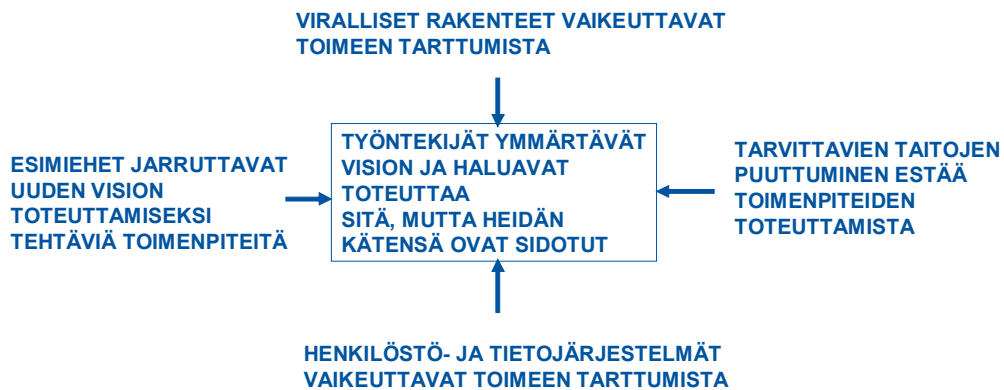 VIRALLISET RAKENTEET VAIKEUTTAVAT
TOIMEEN TARTTUMISTA
ESIMIEHET JARRUTTAVAT
UUDEN VISION
TOTEUTTAMISEKSI
TEHTÄVIÄ TOIMENPITEITÄ
TYÖNTEKIJÄT YMMÄRTÄVÄT
VISION JA HALUAVAT
TOTEUTTAA
SITÄ, MUTTA HEIDÄN
KÄTENSÄ OVAT SIDOTUT
TARVITTAVIEN TAITOJEN
PUUTTUMINEN ESTÄÄ
TOIMENPITEIDEN
TOTEUTTAMISTA
HENKILÖSTÖ- JA TIETOJÄRJESTELMÄT
VAIKEUTTAVAT TOIMEEN TARTTUMISTA